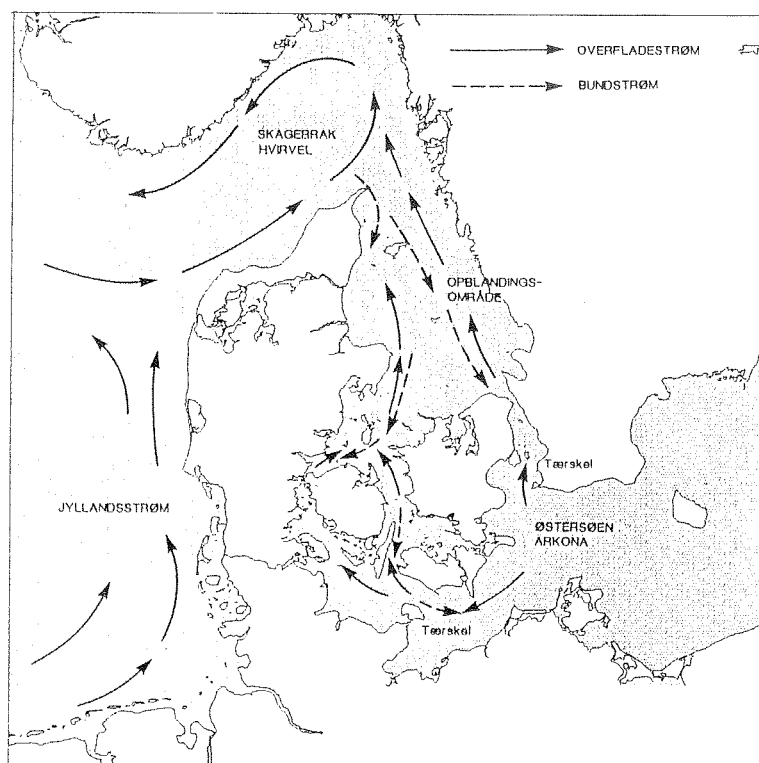 OVERFLADESTRØM
BUNDSTRØM
SKAGERRAK
HVIRVEL
OPBLANDINGS-
OMRÅDE
Tærskel
JYLLANDSSTRØM
ØSTERSØEN
ARKONA
Tærskel